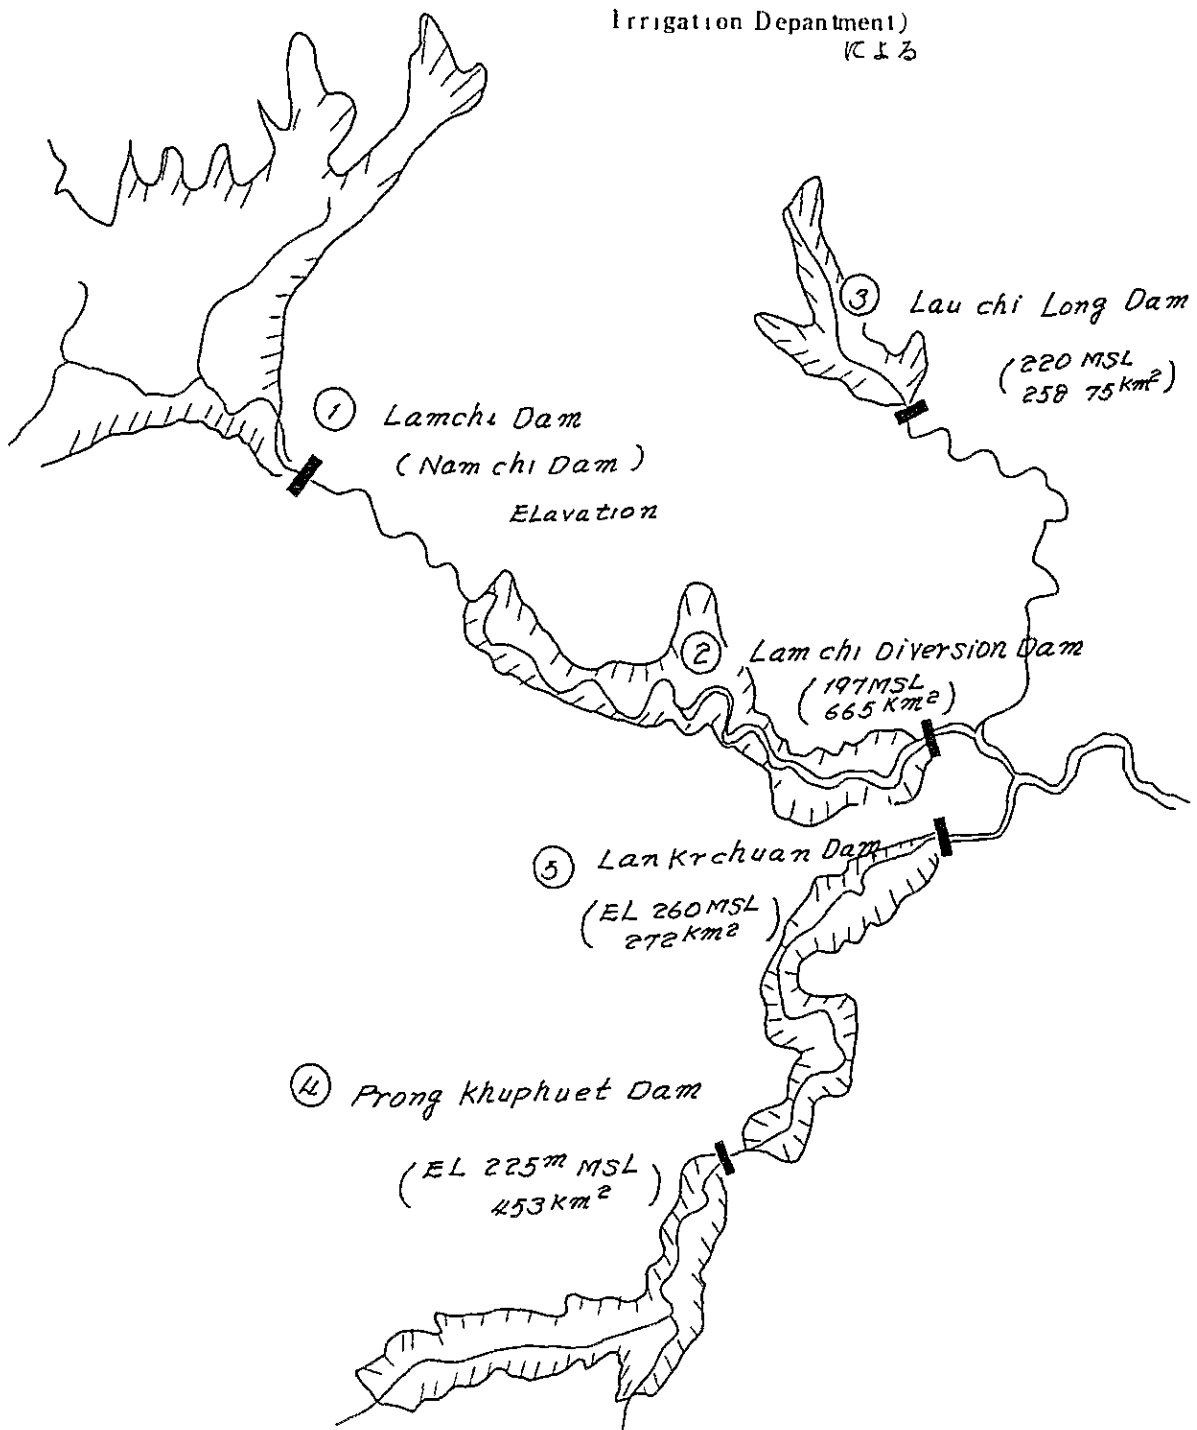 Irrigation Depantment)
による
③ Lau chi Long Dam
(220 MSL
258 75 km²)
① Lamchi Dam
(Nam chi Dam)
ELavation
② Lam chi Diversion Dam
(197 MSL
665 Km²)
⑤ Lan Krchuan Dam
(EL 260 MSL
272 Km²)
④ Prong Khuphuet Dam
(EL 225m MSL
453 Km²)